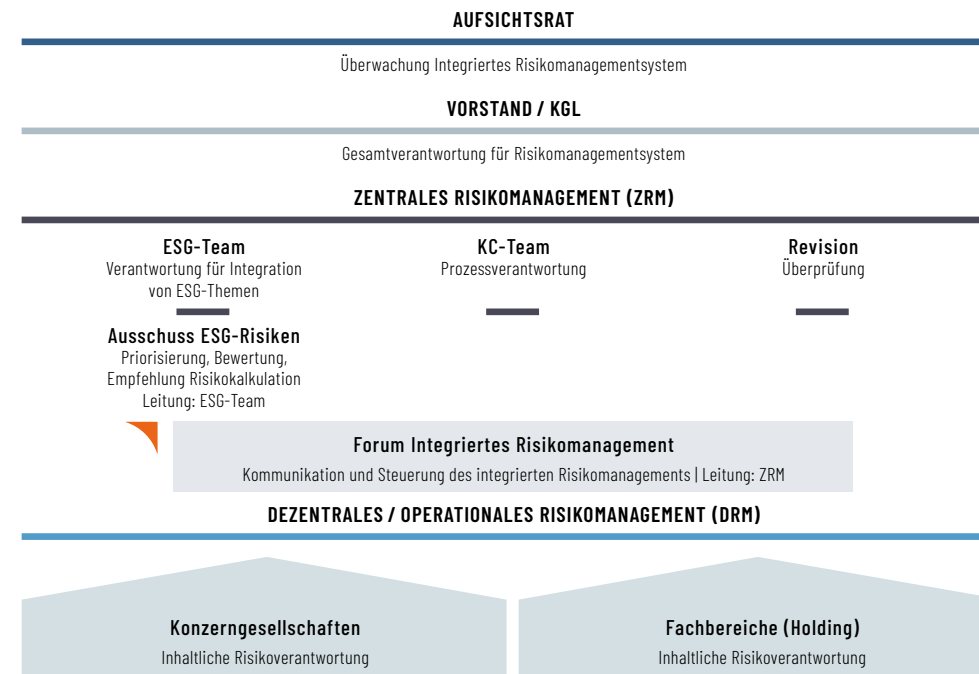 AUFSICHTSRAT
Überwachung Integriertes Risikomanagementsystem
VORSTAND / KGL
Gesamtverantwortung für Risikomanagementsystem
ZENTRALES RISIKOMANAGEMENT (ZRM)
ESG-Team
Verantwortung für Integration
von ESG-Themen
Ausschuss ESG-Risiken
Priorisierung, Bewertung,
Empfehlung Risikokalkulation
Leitung: ESG-Team
KC-Team
Prozessverantwortung
Revision
Überprüfung
Forum Integriertes Risikomanagement
Kommunikation und Steuerung des integrierten Risikomanagements | Leitung: ZRM
DEZENTRALES / OPERATIONALES RISIKOMANAGEMENT (DRM)
Konzerngesellschaften
Inhaltliche Risikoverantwortung
Fachbereiche (Holding)
Inhaltliche Risikoverantwortung